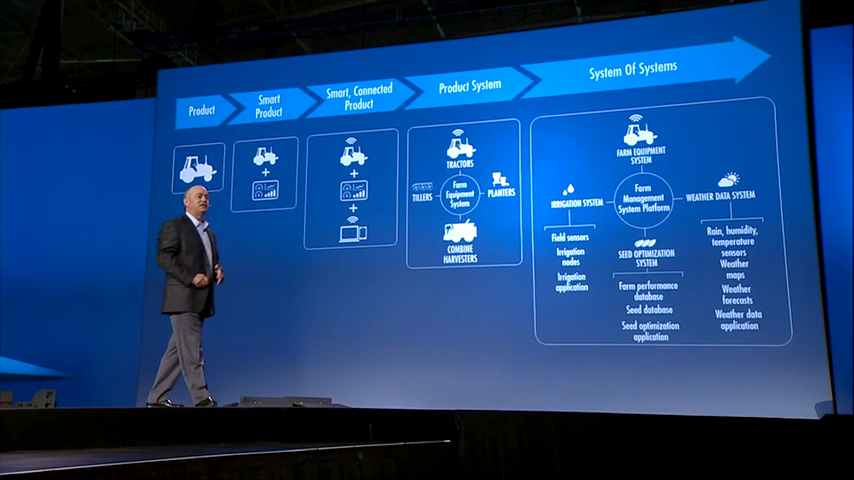 Product
Smart
Product
Smart, Connected
Product
Product System
System Of Systems
+
+
+
TRACTORS
TILLERS
Farm
Equipment
System
PLANTERS
COMBINE
HARVESTERS
FARM EQUIPMENT
SYSTEM
IRRIGATION SYSTEM
Field sensors
Irrigation
nodes
Irrigation
application
Farm
Management
System Platform
SEED OPTIMIZATION
SYSTEM
Farm performance
database
Seed database
Seed optimization
application
WEATHER DATA SYSTEM
Rain, humidity,
temperature
sensors
Weather
maps
Weather
forecasts
Weather data
application